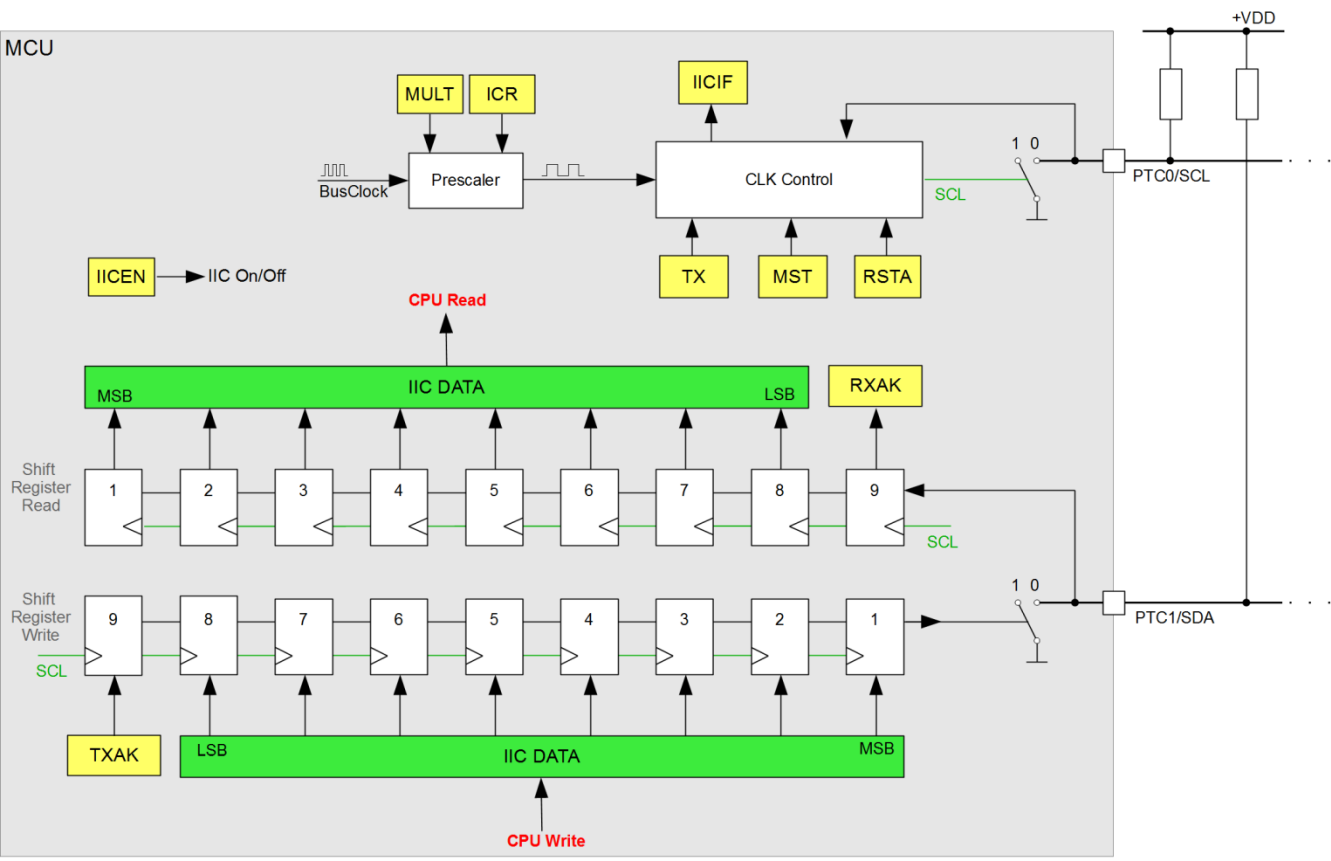 +VDD
MCU
IICIF
MULT
ICR
1 0
Prescaler
CLK Control
BusClock
SCL
PTC0/SCL
IICEN
IIC On/Off
TX
MST
RSTA
CPU Read
IIC DATA
MSB
LSB
RXAK
Shift
Register
Read
1
2
3
4
5
6
7
8
9
SCL
1 0
Shift
Register
Write
9
8
7
6
5
4
3
2
1
PTC1/SDA
SCL
TXAK
LSB
IIC DATA
MSB
CPU Write